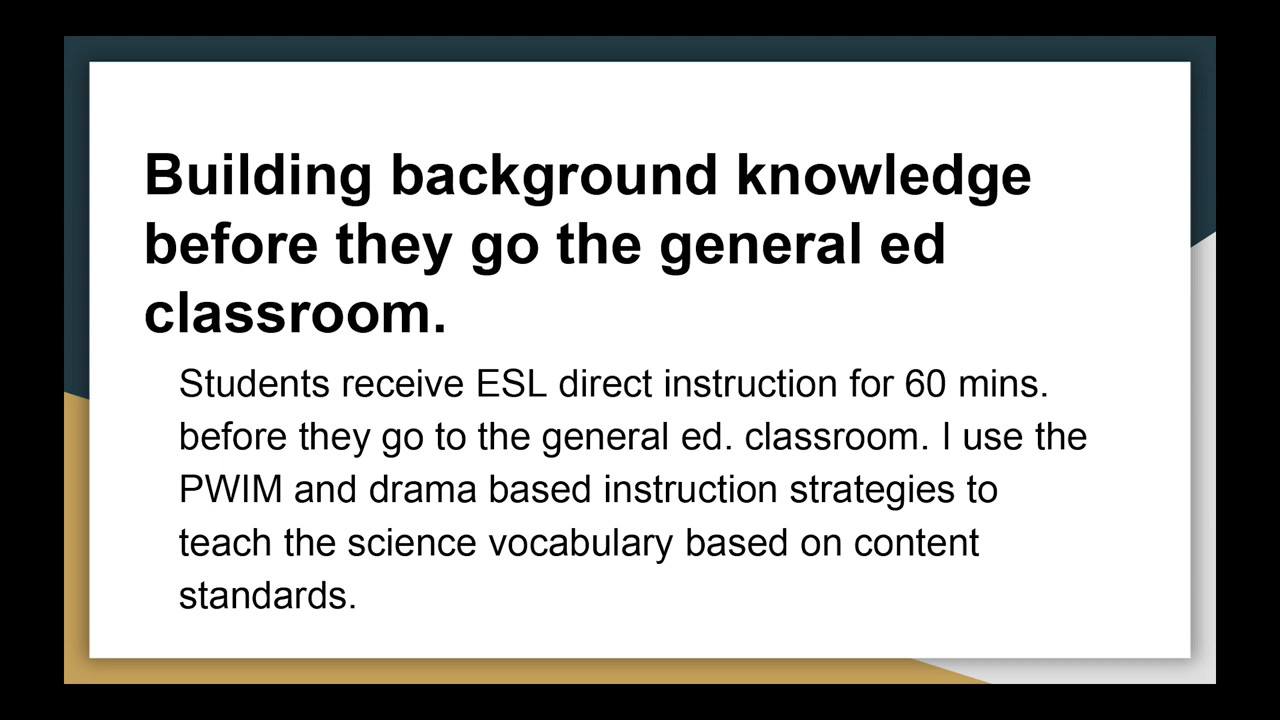 Building background knowledge
before they go the general ed
classroom.
Students receive ESL direct instruction for 60 mins.
before they go to the general ed. classroom. I use the
PWIM and drama based instruction strategies to
teach the science vocabulary based on content
standards.